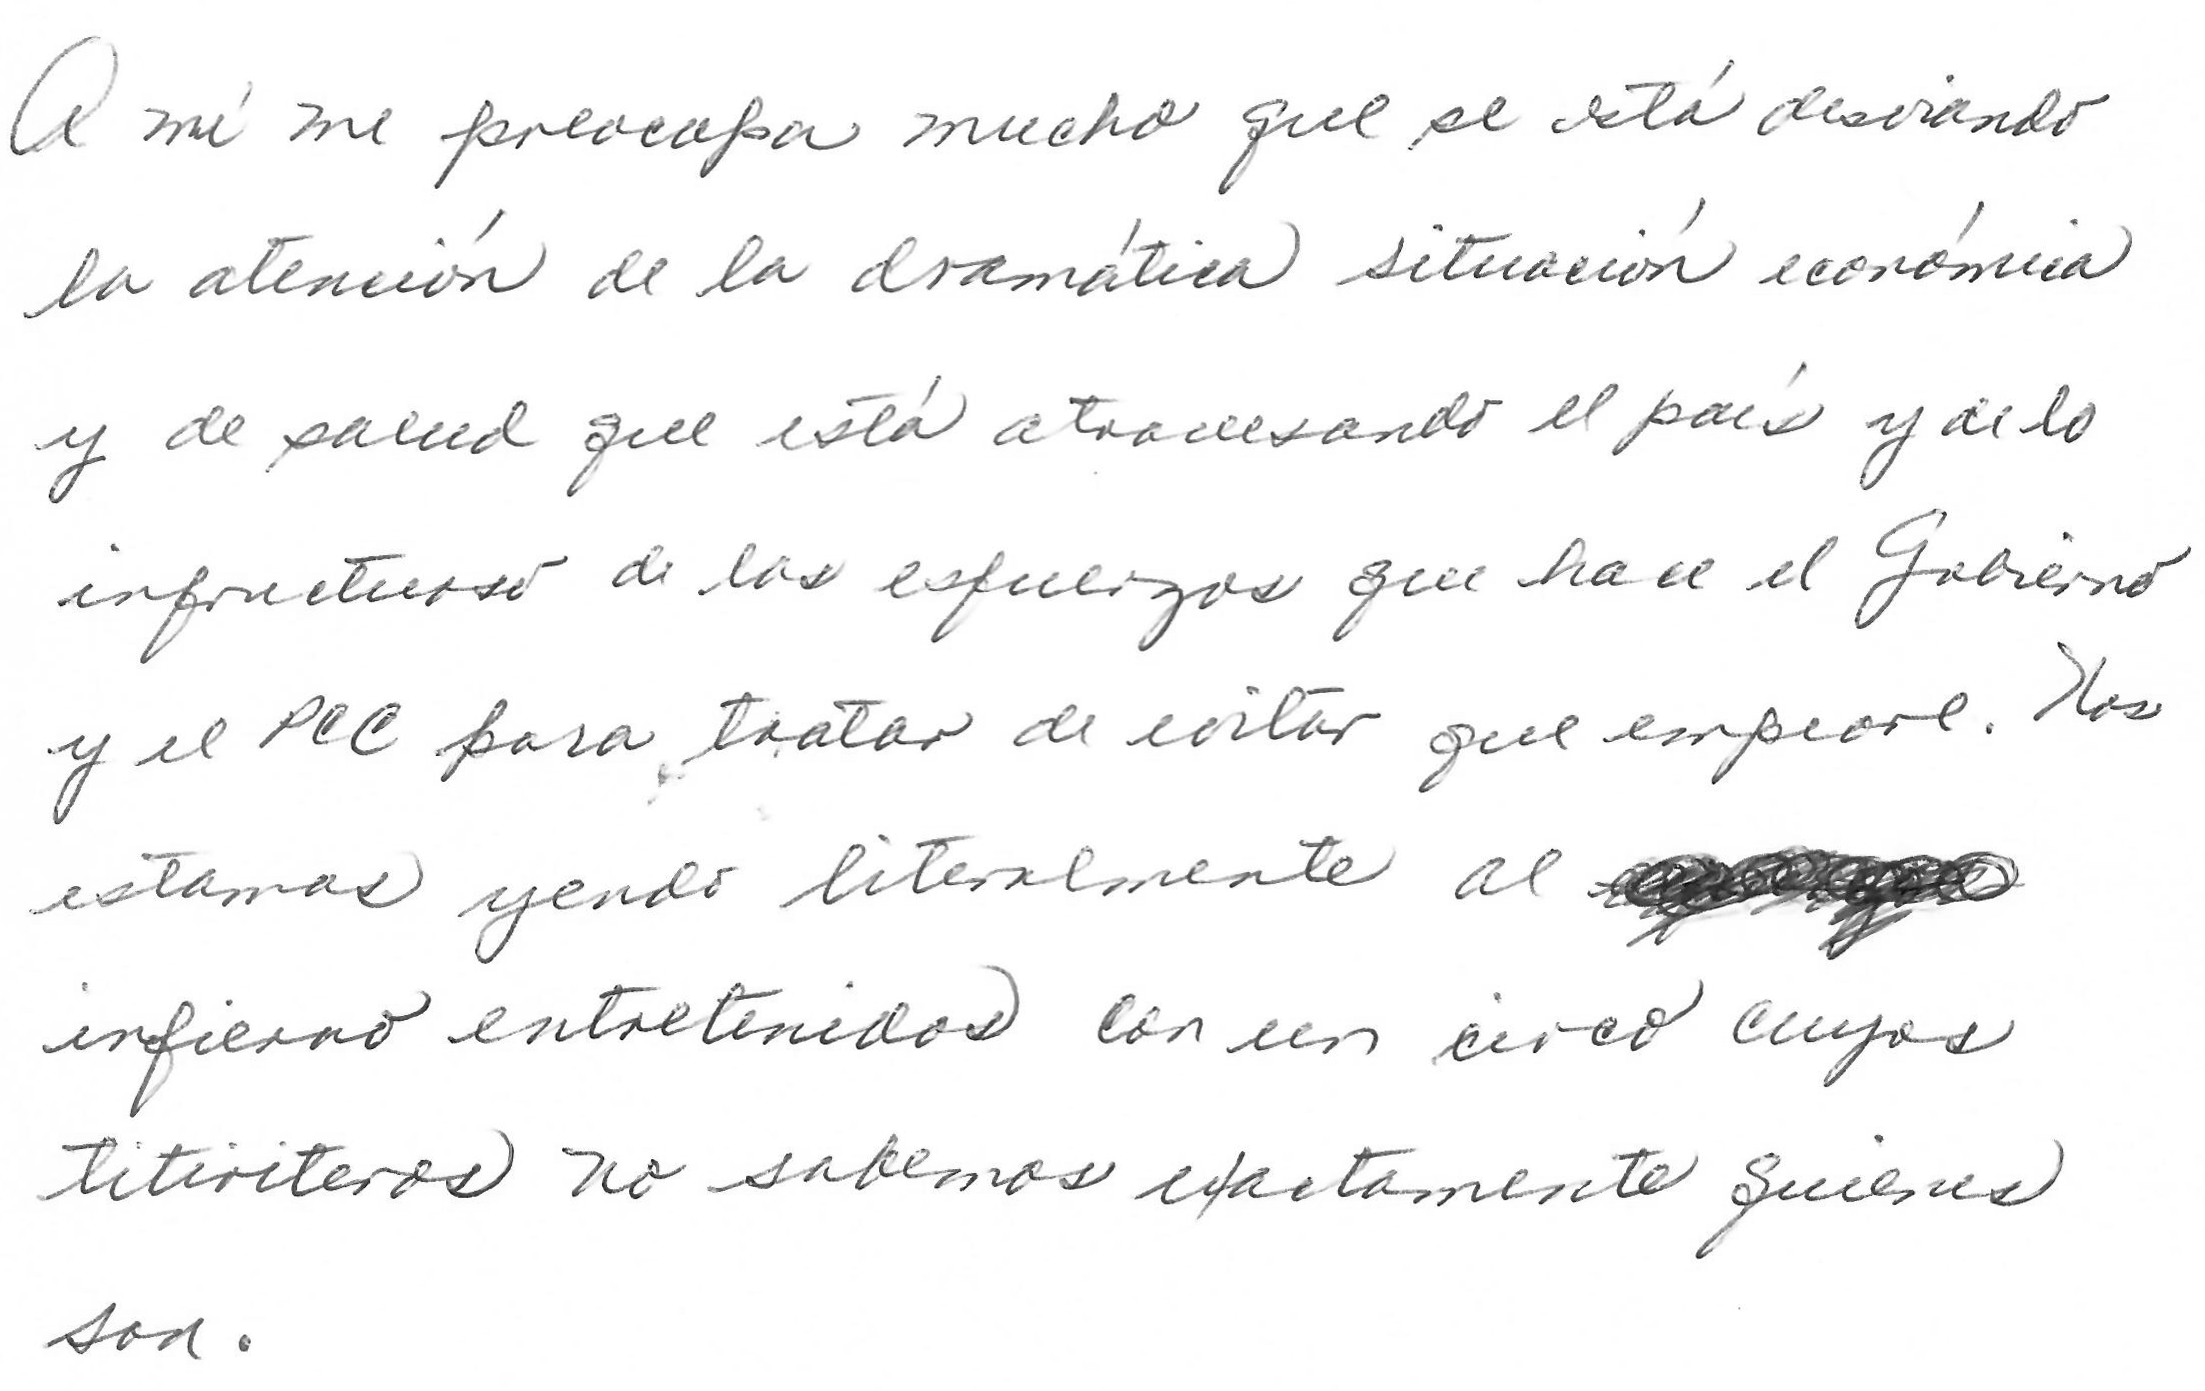 A mí me preocupa mucho que se está desviando
la atención de la dramática situación económica
y de salud que está atravesando el país y de lo
infructuoso de los esfuerzos que hace el Gobierno
y el PCC para tratar de evitar que empeore. Nos
estamos yendo literalmente al
infierno entretenidos con un circo cuyos
titiriteros no sabemos exactamente quienes
son.